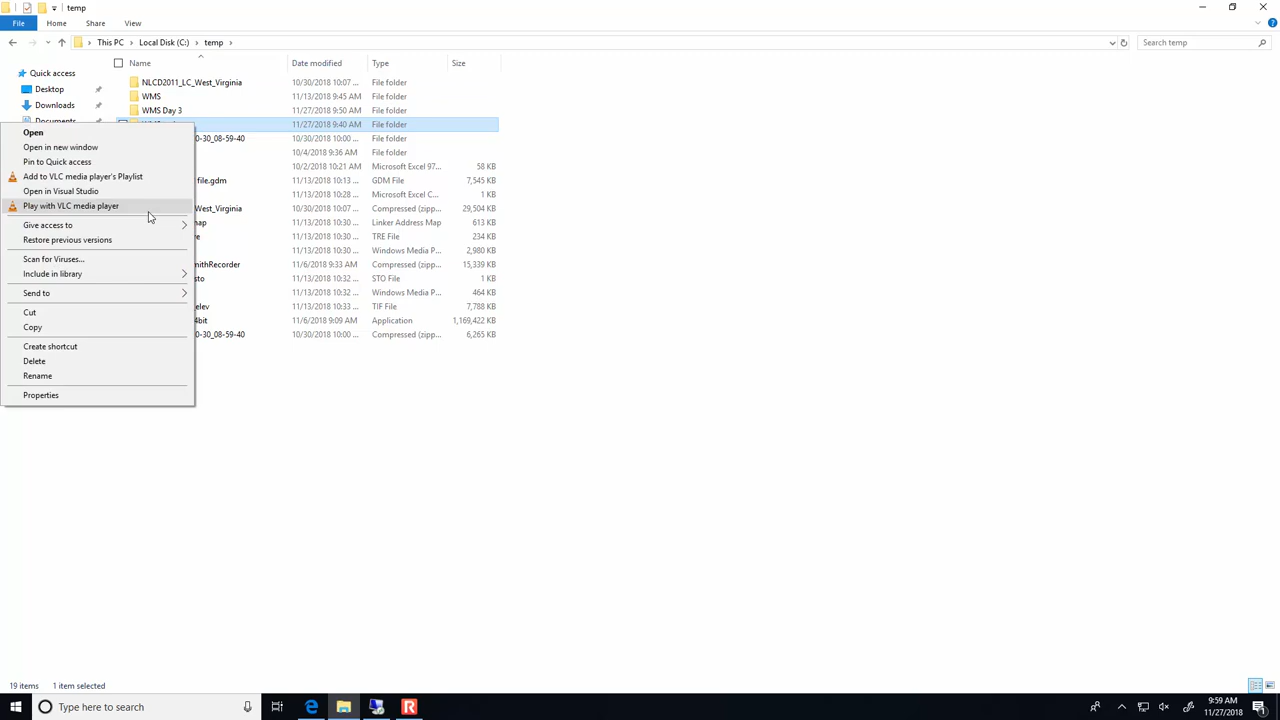 temp
File Home Share View
This PC Local Disk (C:) temp Search temp
Name Date modified Type Size
Quick access
Desktop
Downloads
Documents
NLCD2011_LC_West_Virginia 10/30/2018 10:07 ... File folder
WMS 11/13/2018 9:45 AM File folder
WMS Day 3 11/27/2018 9:50 AM File folder
11/27/2018 9:40 AM File folder
0-30_08-59-40 10/30/2018 10:00 ... File folder
10/4/2018 9:36 AM File folder
10/2/2018 10:21 AM Microsoft Excel 97... 58 KB
file.gdm 11/13/2018 10:13 ... GDM File 7,545 KB
11/13/2018 10:28 ... Microsoft Excel C... 1 KB
West_Virginia 10/30/2018 10:07 ... Compressed (zipp... 29,504 KB
map 11/13/2018 10:30 ... Linker Address Map 613 KB
re 11/13/2018 10:30 ... TRE File 234 KB
11/13/2018 10:30 ... Windows Media P... 2,980 KB
mithRecorder 11/6/2018 9:33 AM Compressed (zipp... 15,339 KB
sto 11/13/2018 10:32 ... STO File 1 KB
11/13/2018 10:32 ... Windows Media P... 464 KB
elev 11/13/2018 10:33 ... TIF File 7,788 KB
4bit 11/6/2018 9:09 AM Application 1,169,422 KB
0-30_08-59-40 10/30/2018 10:00 ... Compressed (zipp... 6,265 KB
Open
Open in new window
Pin to Quick access
Add to VLC media player's Playlist
Open in Visual Studio
Play with VLC media player
Give access to
Restore previous versions
Scan for Viruses...
Include in library
Send to
Cut
Copy
Create shortcut
Delete
Rename
Properties
19 items 1 item selected
Type here to search
9:59 AM
11/27/2018